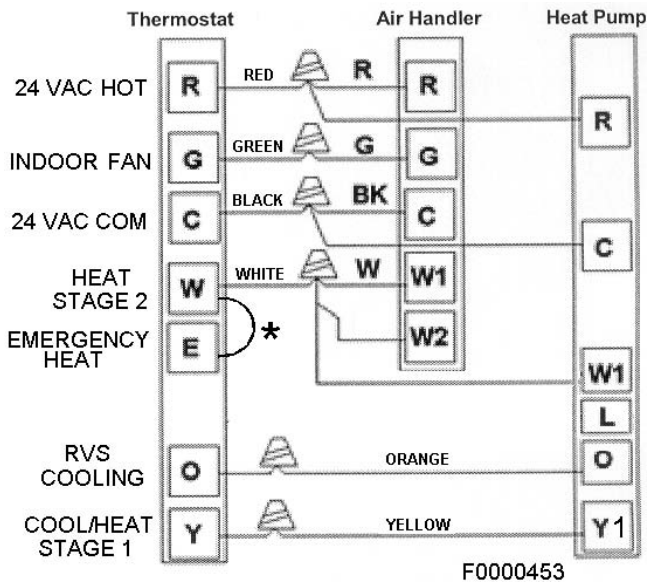 Thermostat Air Handler Heat Pump
24 VAC HOT R RED R R
R
INDOOR FAN G GREEN G G
24 VAC COM C BLACK BK C
C
HEAT STAGE 2 W WHITE W W1
EMERGENCY HEAT E * W2
W1
L
RVS COOLING O ORANGE O
COOL/HEAT STAGE 1 Y YELLOW Y1
F0000453